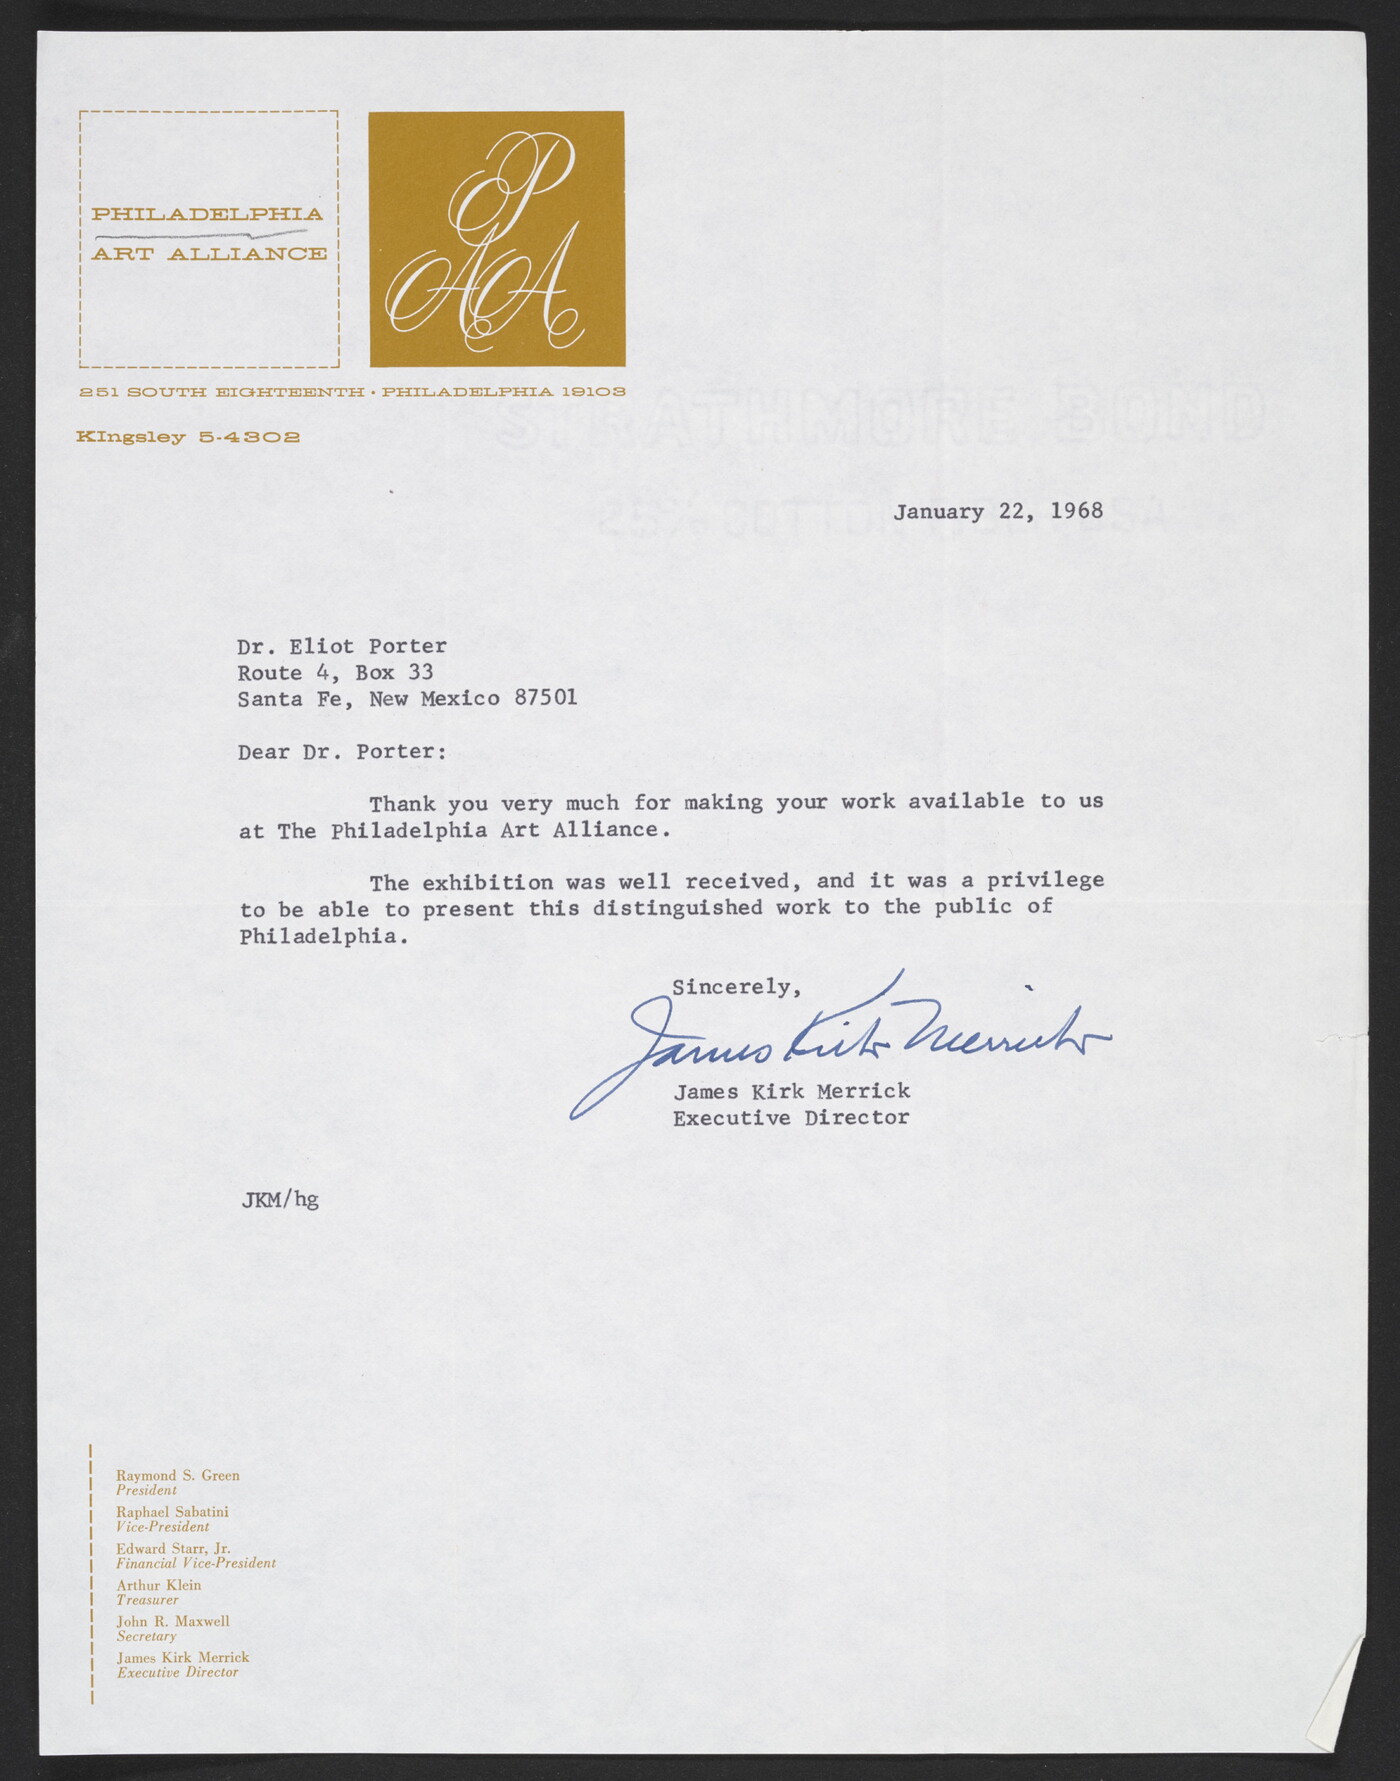 PHILADELPHIA
ART ALLIANCE
PAA
251 SOUTH EIGHTEENTH · PHILADELPHIA 19103
KIngsley 5-4302
STRATHMORE BOND
25% COTTON USA
January 22, 1968
Dr. Eliot Porter
Route 4, Box 33
Santa Fe, New Mexico 87501
Dear Dr. Porter:
Thank you very much for making your work available to us
at The Philadelphia Art Alliance.
The exhibition was well received, and it was a privilege
to be able to present this distinguished work to the public of
Philadelphia.
Sincerely,
James Kirk Merrick
James Kirk Merrick
Executive Director
JKM/hg
Raymond S. Green
President
Raphael Sabatini
Vice-President
Edward Starr, Jr.
Financial Vice-President
Arthur Klein
Treasurer
John R. Maxwell
Secretary
James Kirk Merrick
Executive Director